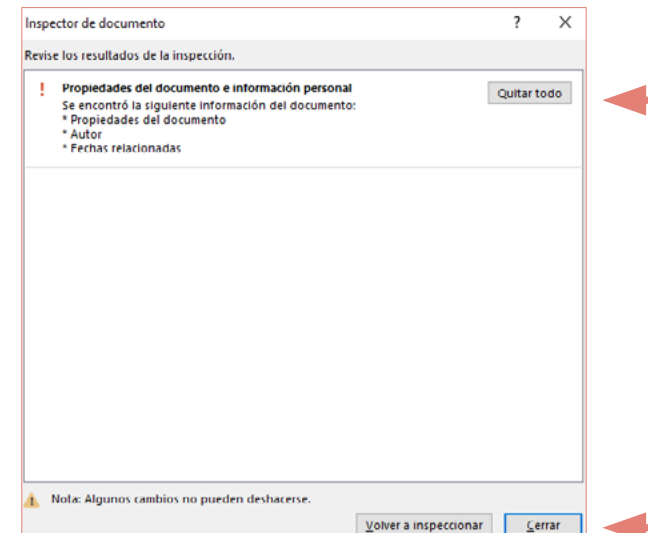 Inspector de documento ? X
Revise los resultados de la inspección.
! Propiedades del documento e información personal
Quitar todo
Se encontró la siguiente información del documento:
* Propiedades del documento
* Autor
* Fechas relacionadas
Nota: Algunos cambios no pueden deshacerse.
Volver a inspeccionar Cerrar